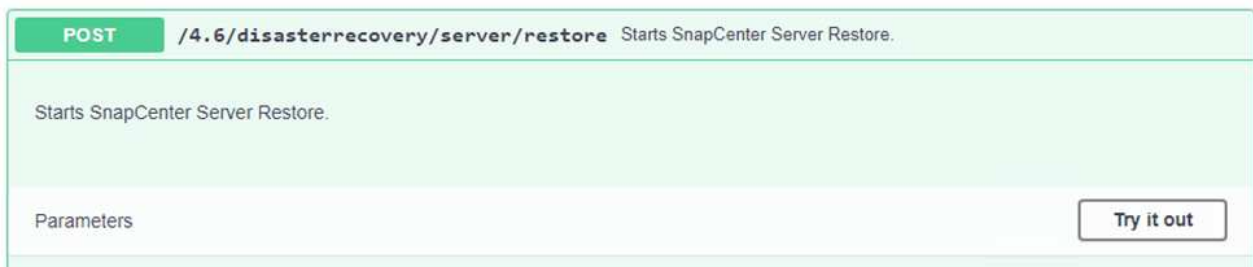 POST /4.6/disasterrecovery/server/restore Starts SnapCenter Server Restore.
Starts SnapCenter Server Restore.
Parameters Try it out